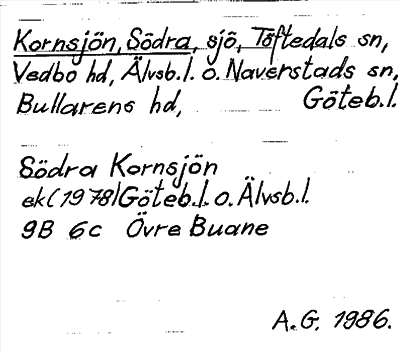 Kornsjön, Södra, sjö, Töftedals sn,
Vedbo hd, Älvsb.l. o. Naverstads sn,
Bullarens hd, Göteb.l.
Södra Kornsjön
ek (1978) Göteb.l. o. Älvsb.l.
9B 6c Övre Buane
A.G. 1986.